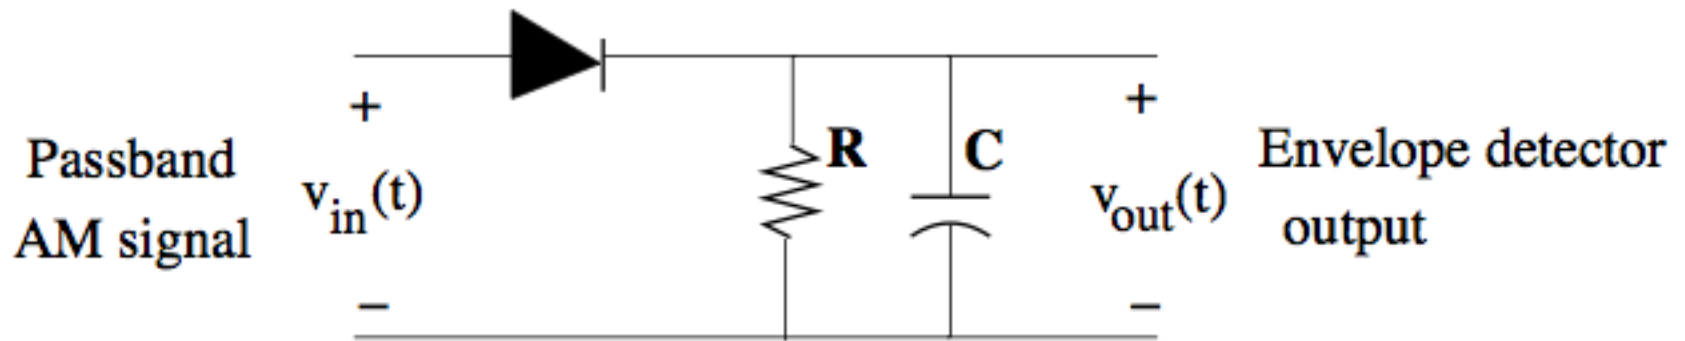 Passband
AM signal
+
v_in(t)
−
R
C
+
v_out(t)
−
Envelope detector
output